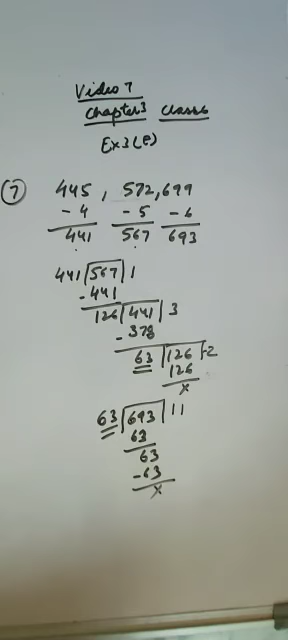 Video 7
Chapter 3 Class 6
Ex 3(E)
7 445, 572, 699
-4 -5 -6
441 567 693
441 567 1
-441
126 441 3
-378
63 126 2
126
x
63 693 11
63
63
-63
x